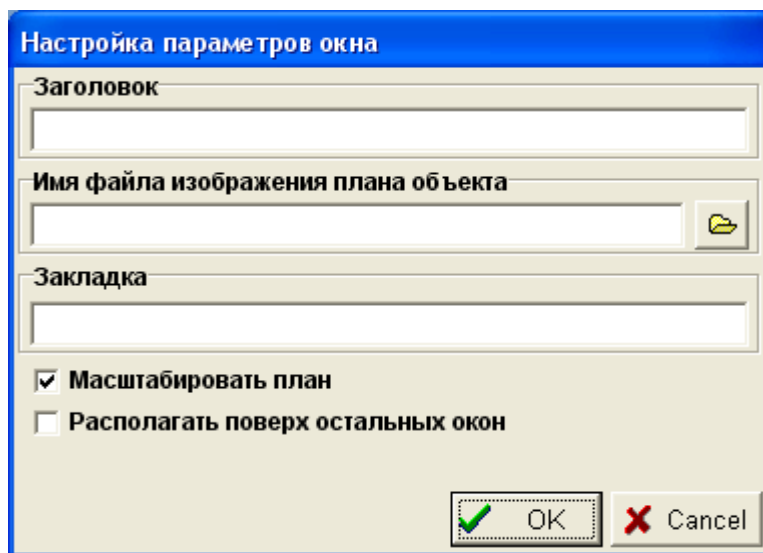 Настройка параметров окна
Заголовок
Имя файла изображения плана объекта
Закладка
Масштабировать план
Располагать поверх остальных окон
OK Cancel